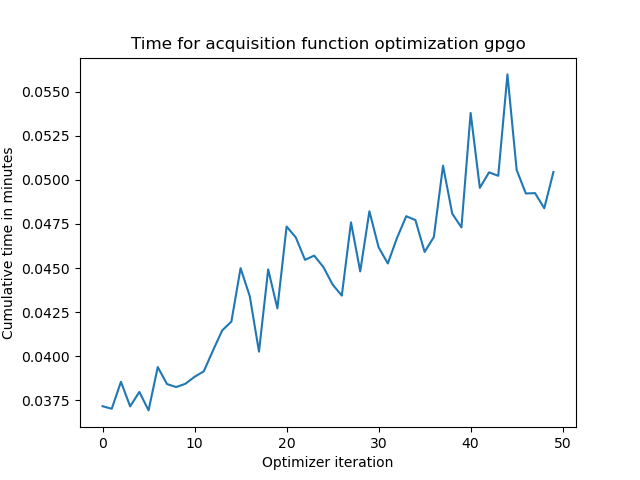 Time for acquisition function optimization gpgo
Cumulative time in minutes
0.0550
0.0525
0.0500
0.0475
0.0450
0.0425
0.0400
0.0375
0 10 20 30 40 50
Optimizer iteration